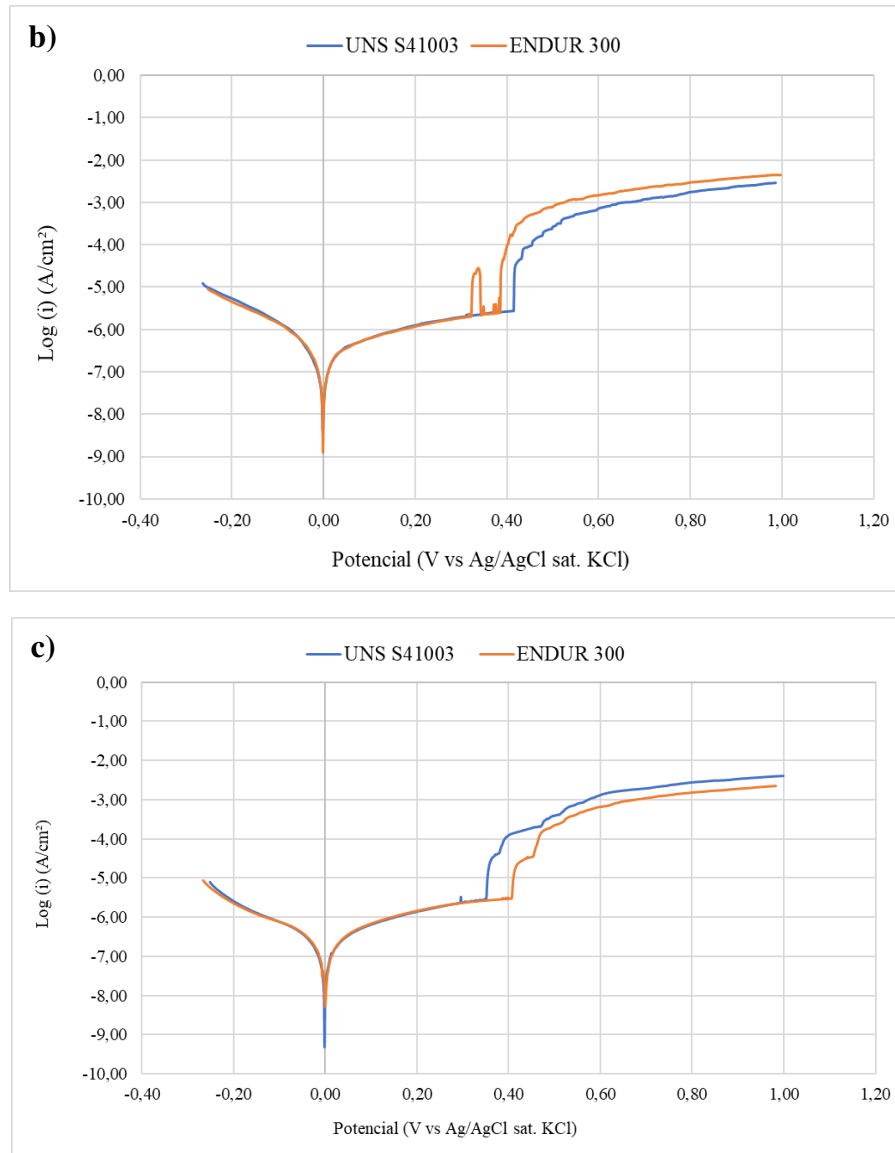 b)
UNS S41003 ENDUR 300
0,00
-1,00
-2,00
-3,00
-4,00
-5,00
-6,00
-7,00
-8,00
-9,00
-10,00
Log (i) (A/cm²)
-0,40 -0,20 0,00 0,20 0,40 0,60 0,80 1,00 1,20
Potencial (V vs Ag/AgCl sat. KCl)
c)
UNS S41003 ENDUR 300
0,00
-1,00
-2,00
-3,00
-4,00
-5,00
-6,00
-7,00
-8,00
-9,00
-10,00
Log (i) (A/cm²)
-0,40 -0,20 0,00 0,20 0,40 0,60 0,80 1,00 1,20
Potencial (V vs Ag/AgCl sat. KCl)